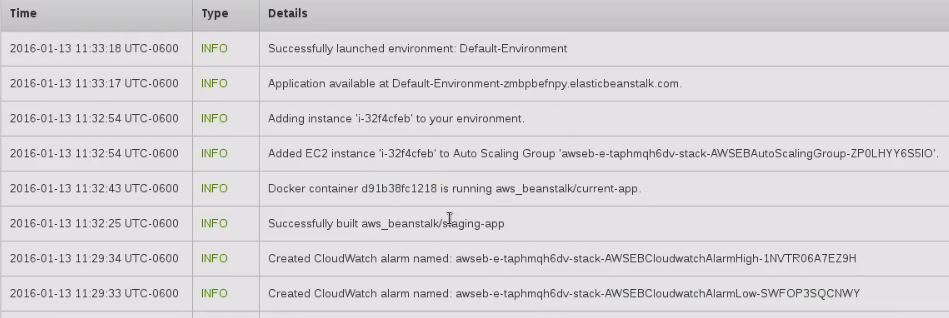 Time Type Details
2016-01-13 11:33:18 UTC-0600 INFO Successfully launched environment: Default-Environment
2016-01-13 11:33:17 UTC-0600 INFO Application available at Default-Environment-zmbpbefnpy.elasticbeanstalk.com.
2016-01-13 11:32:54 UTC-0600 INFO Adding instance 'i-32f4cfeb' to your environment.
2016-01-13 11:32:54 UTC-0600 INFO Added EC2 instance 'i-32f4cfeb' to Auto Scaling Group 'awseb-e-taphmqh6dv-stack-AWSEBAutoScalingGroup-ZP0LHYY6S5IO'.
2016-01-13 11:32:43 UTC-0600 INFO Docker container d91b38fc1218 is running aws_beanstalk/current-app.
2016-01-13 11:32:25 UTC-0600 INFO Successfully built aws_beanstalk/staging-app
2016-01-13 11:29:34 UTC-0600 INFO Created CloudWatch alarm named: awseb-e-taphmqh6dv-stack-AWSEBCloudwatchAlarmHigh-1NVTR06A7EZ9H
2016-01-13 11:29:33 UTC-0600 INFO Created CloudWatch alarm named: awseb-e-taphmqh6dv-stack-AWSEBCloudwatchAlarmLow-SWFOP3SQCNWY